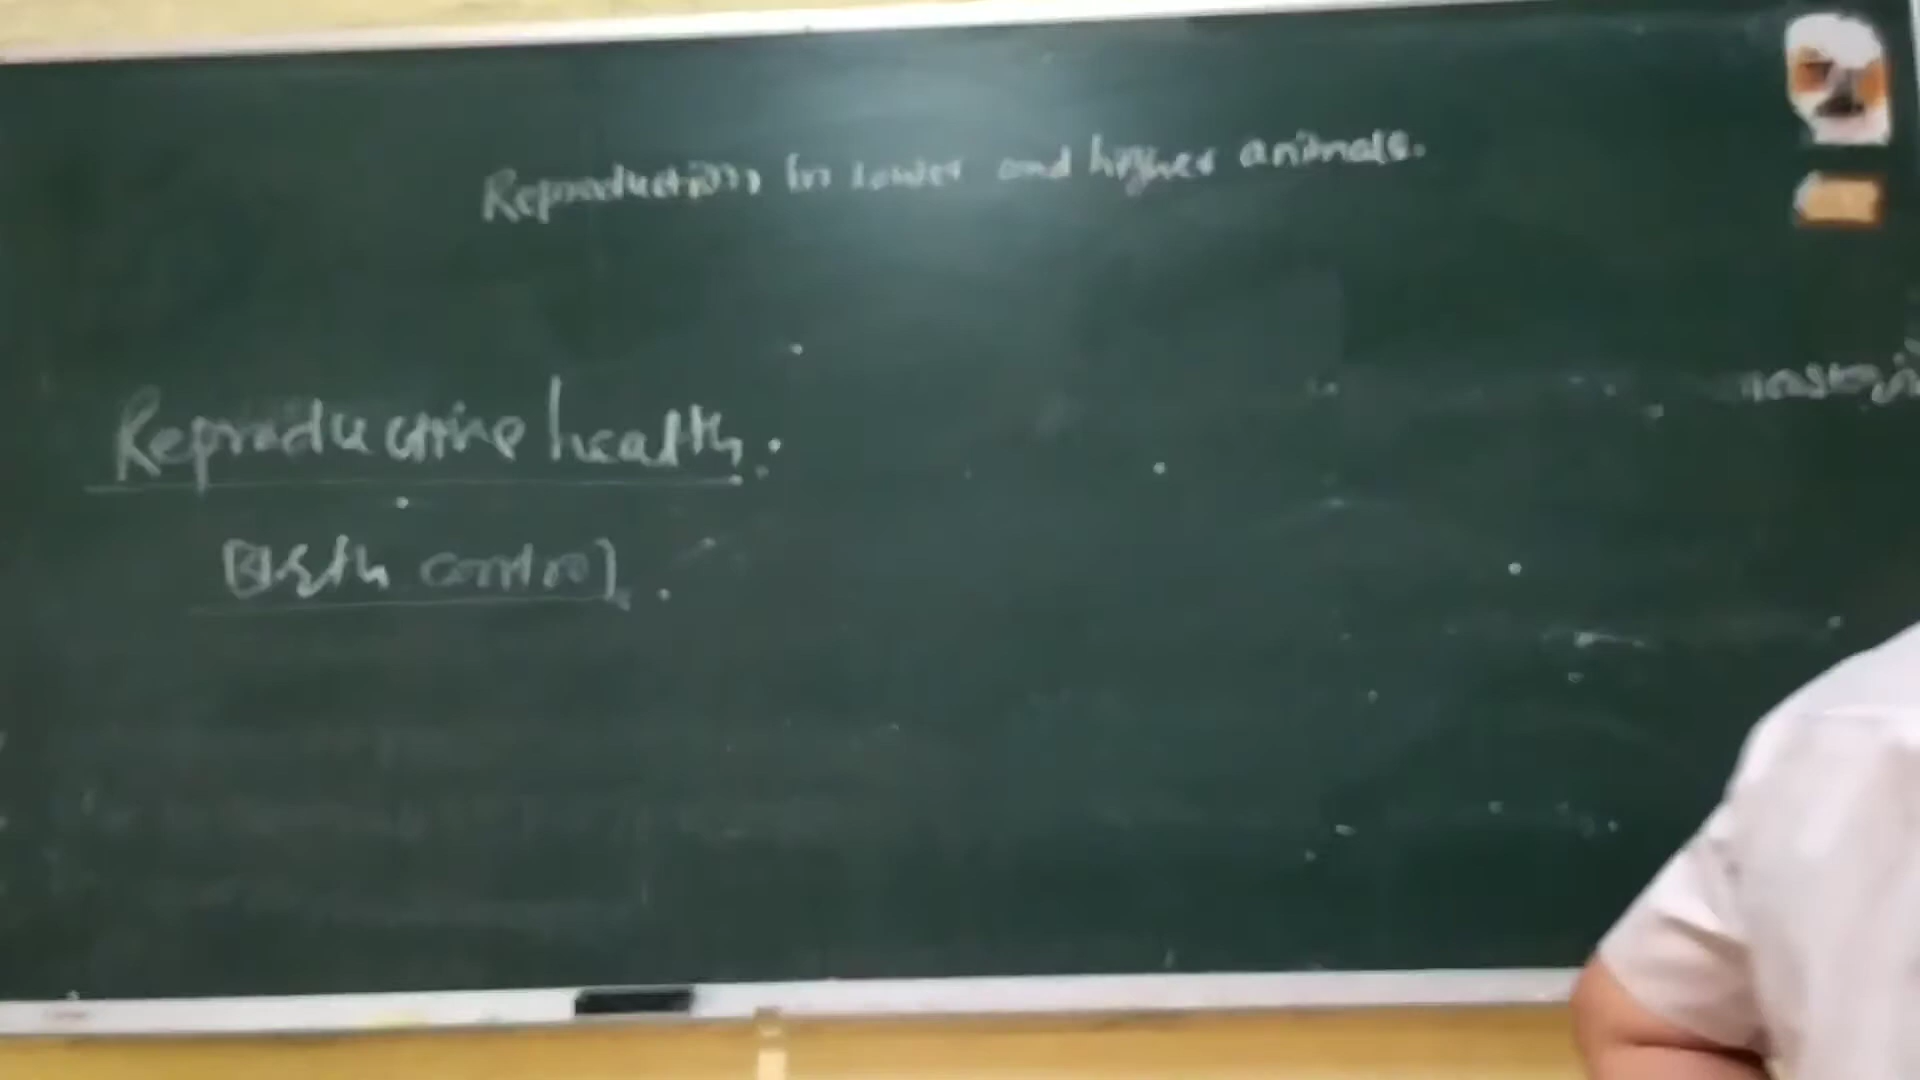 Reproduction in lower and higher animals.
Reproductive health.
Birth control.